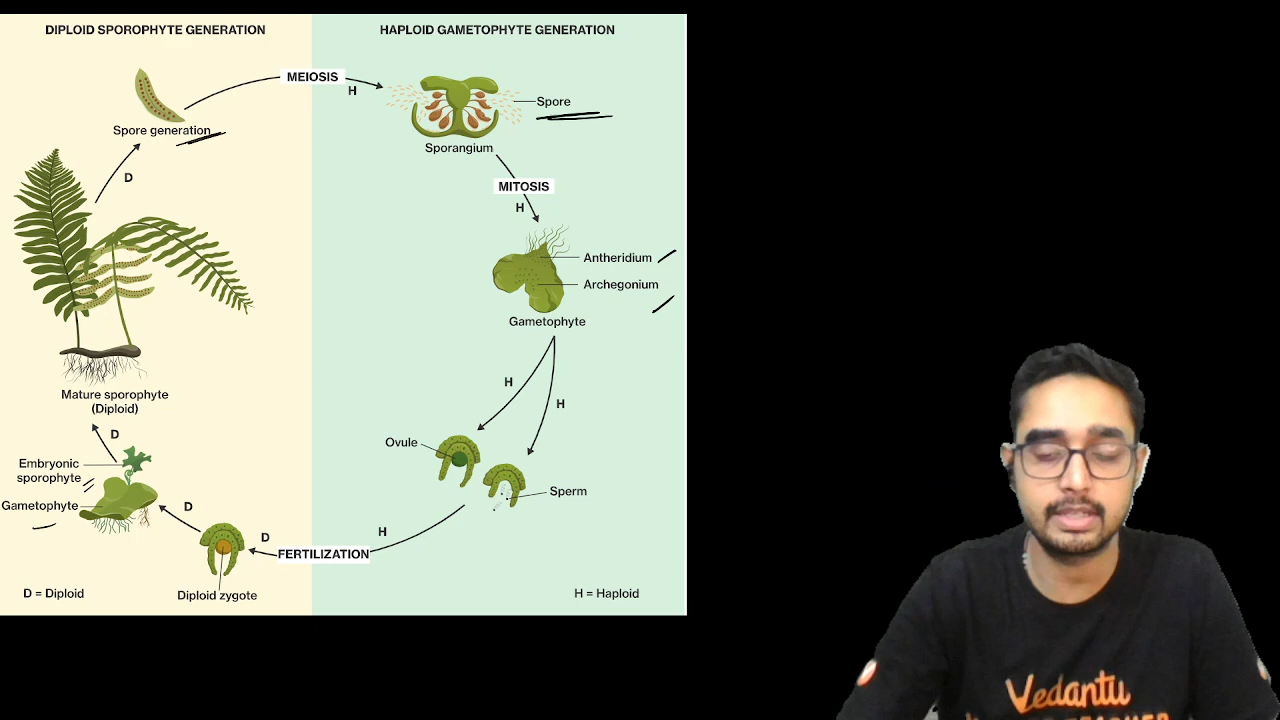 DIPLOID SPOROPHYTE GENERATION
HAPLOID GAMETOPHYTE GENERATION
MEIOSIS
H
Spore
Spore generation
Sporangium
D
MITOSIS
H
Antheridium
Archegonium
Gametophyte
Mature sporophyte
(Diploid)
H
H
D
Ovule
Embryonic
sporophyte
Sperm
Gametophyte
D
H
D
FERTILIZATION
D = Diploid
Diploid zygote
H = Haploid
Vedantu